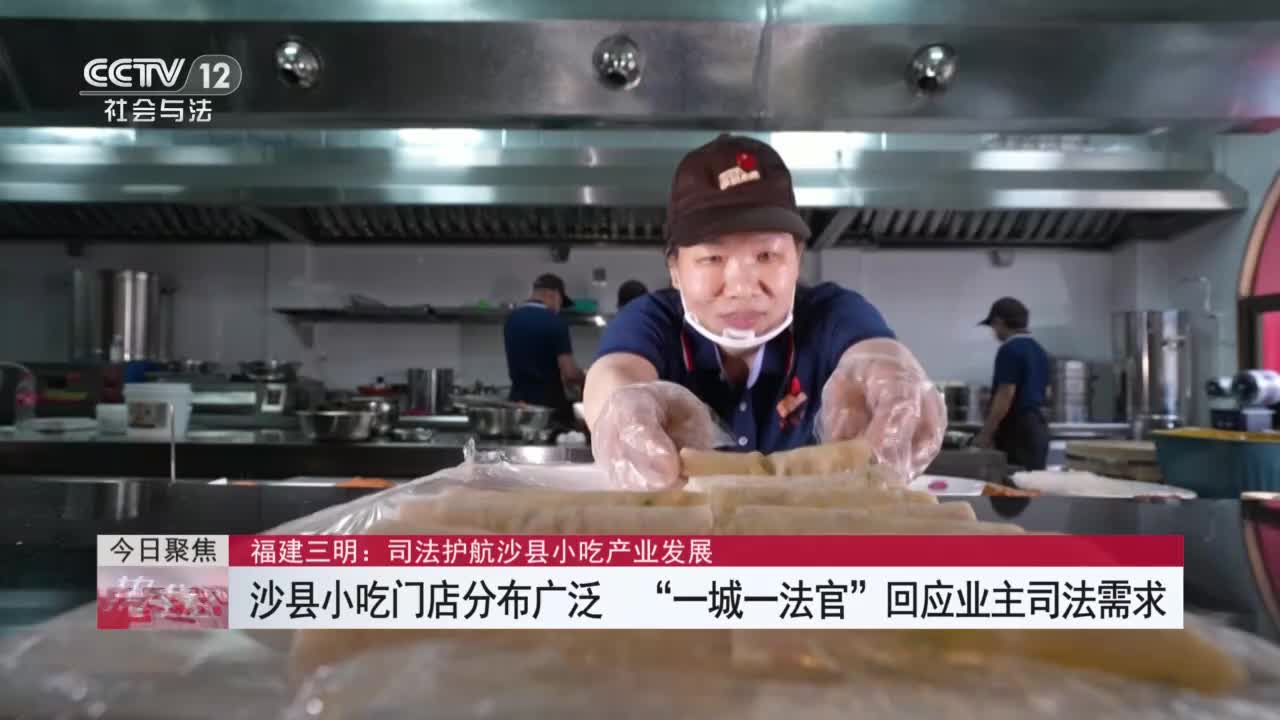 CCTV 12
社会与法
今日聚焦
福建三明：司法护航沙县小吃产业发展
沙县小吃门店分布广泛 “一城一法官”回应业主司法需求